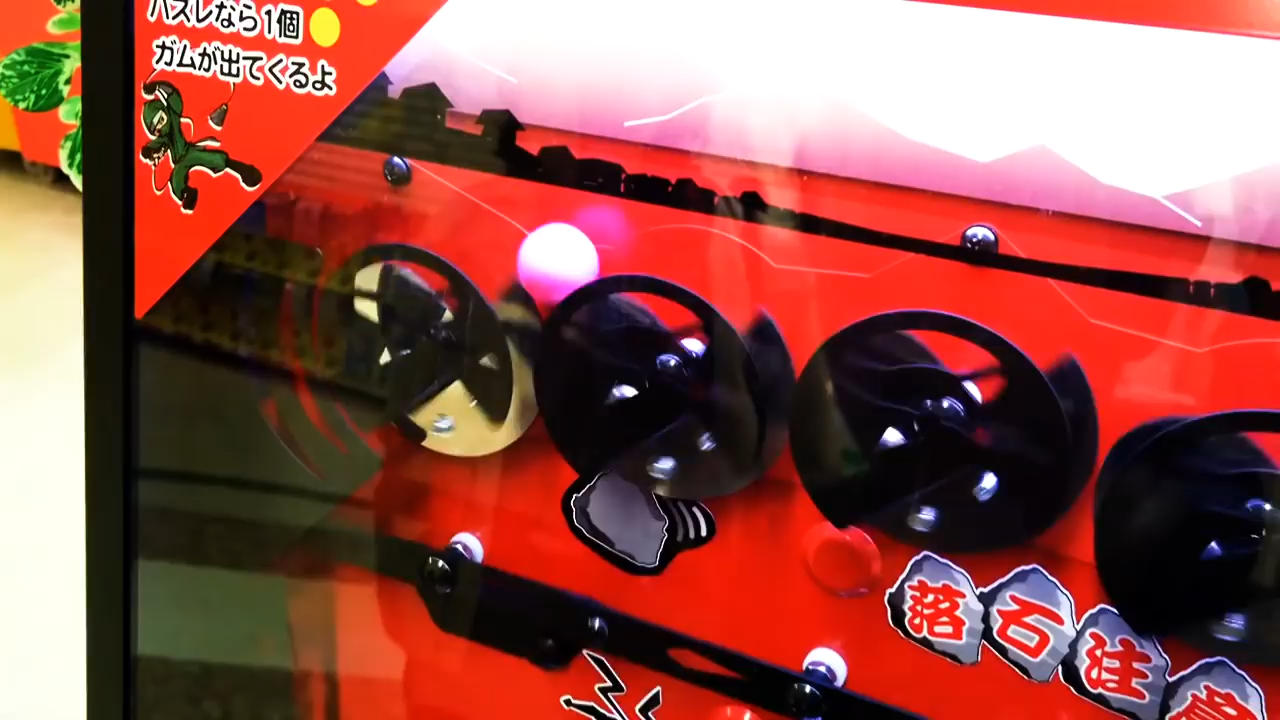 ハズレなら1個
ガムが出てくるよ
落石注意